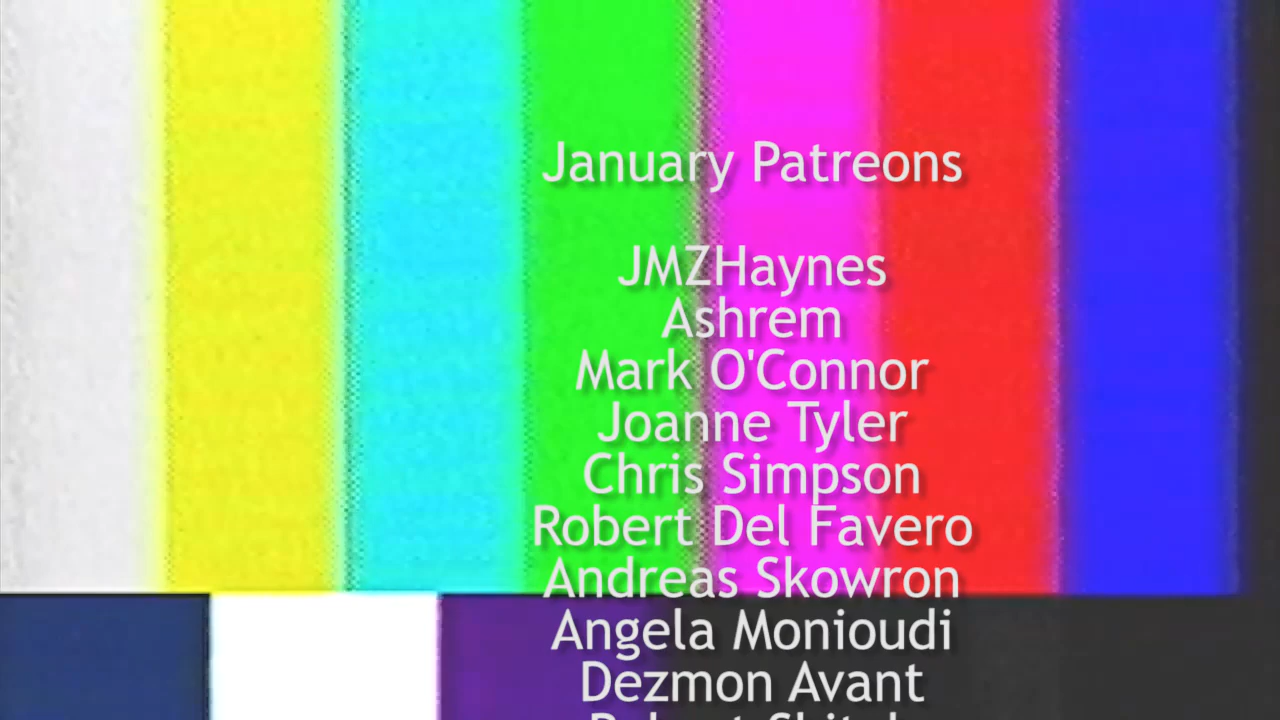 January Patreons
JMZHaynes
Ashrem
Mark O'Connor
Joanne Tyler
Chris Simpson
Robert Del Favero
Andreas Skowron
Angela Monioudi
Dezmon Avant